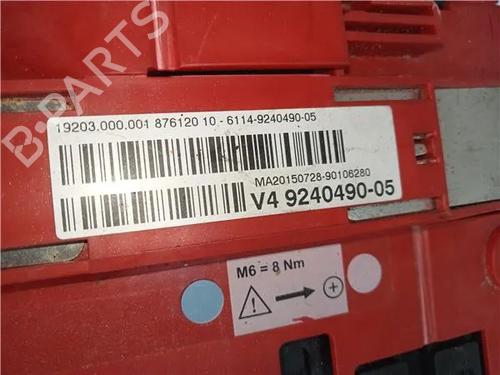 19203.000.001 876120 10 - 6114-9240490-05
MA20150728-90106280
V4 9240490-05
M6 = 8 Nm
B-PARTS